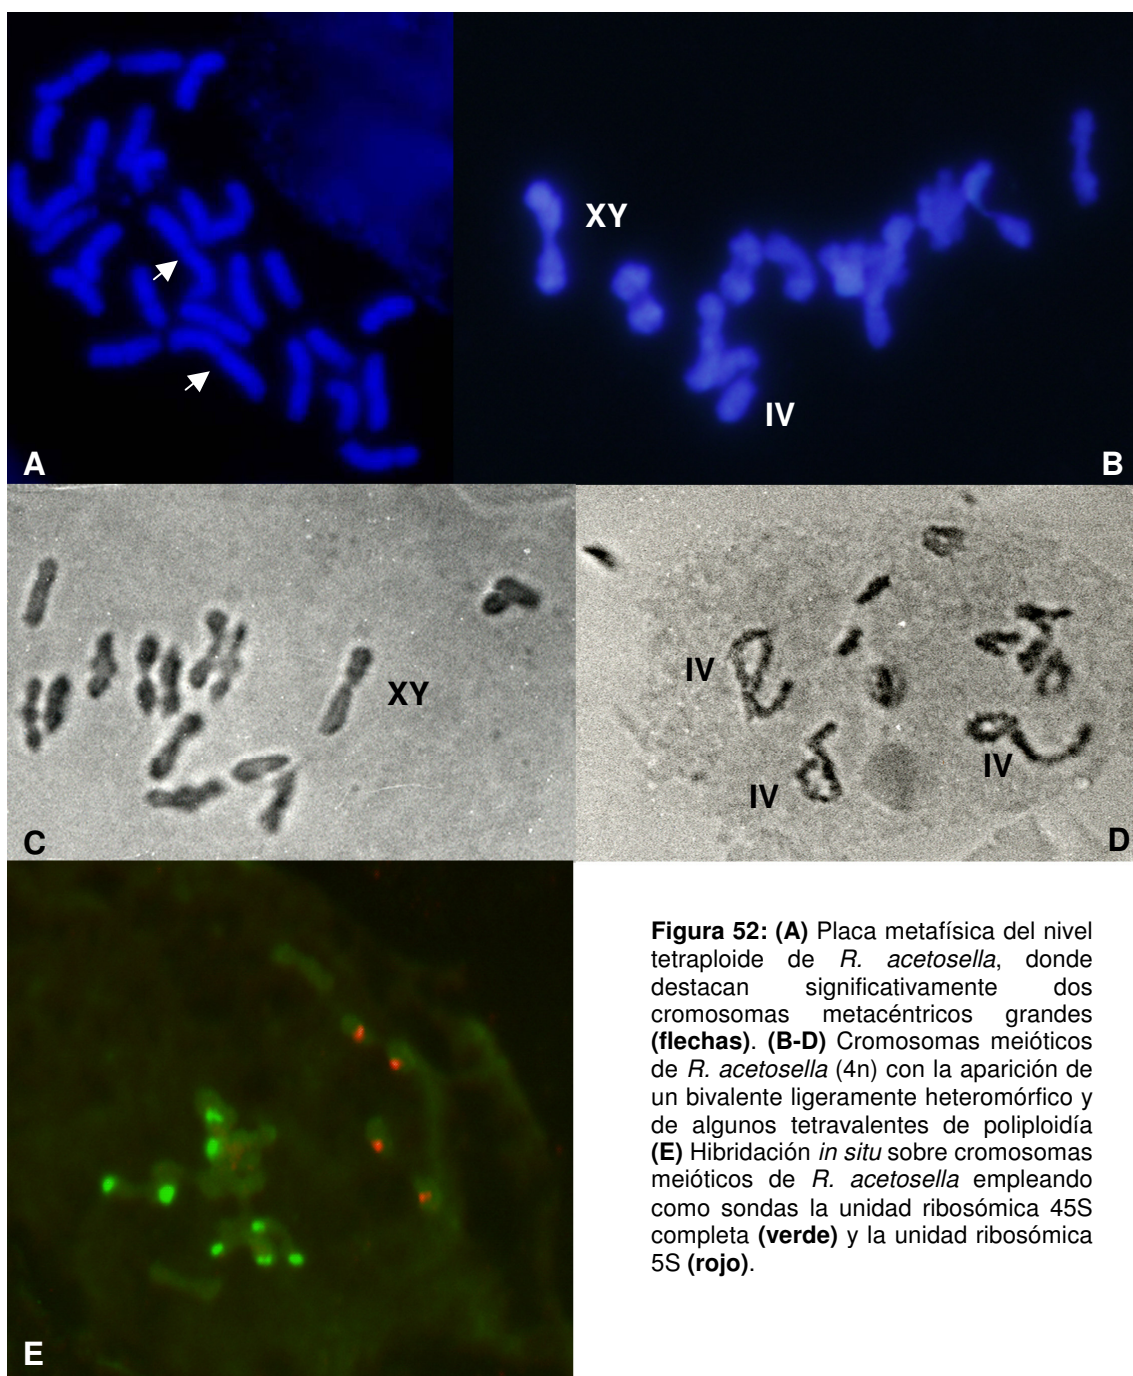 XY
IV
A
B
XY
C
IV
IV
IV
D
E
Figura 52: (A) Placa metafísica del nivel
tetraploide de R. acetosella, donde
destacan significativamente dos
cromosomas metacéntricos grandes
(flechas). (B-D) Cromosomas meióticos
de R. acetosella (4n) con la aparición de
un bivalente ligeramente heteromórfico y
de algunos tetravalentes de poliploidía
(E) Hibridación in situ sobre cromosomas
meióticos de R. acetosella empleando
como sondas la unidad ribosómica 45S
completa (verde) y la unidad ribosómica
5S (rojo).